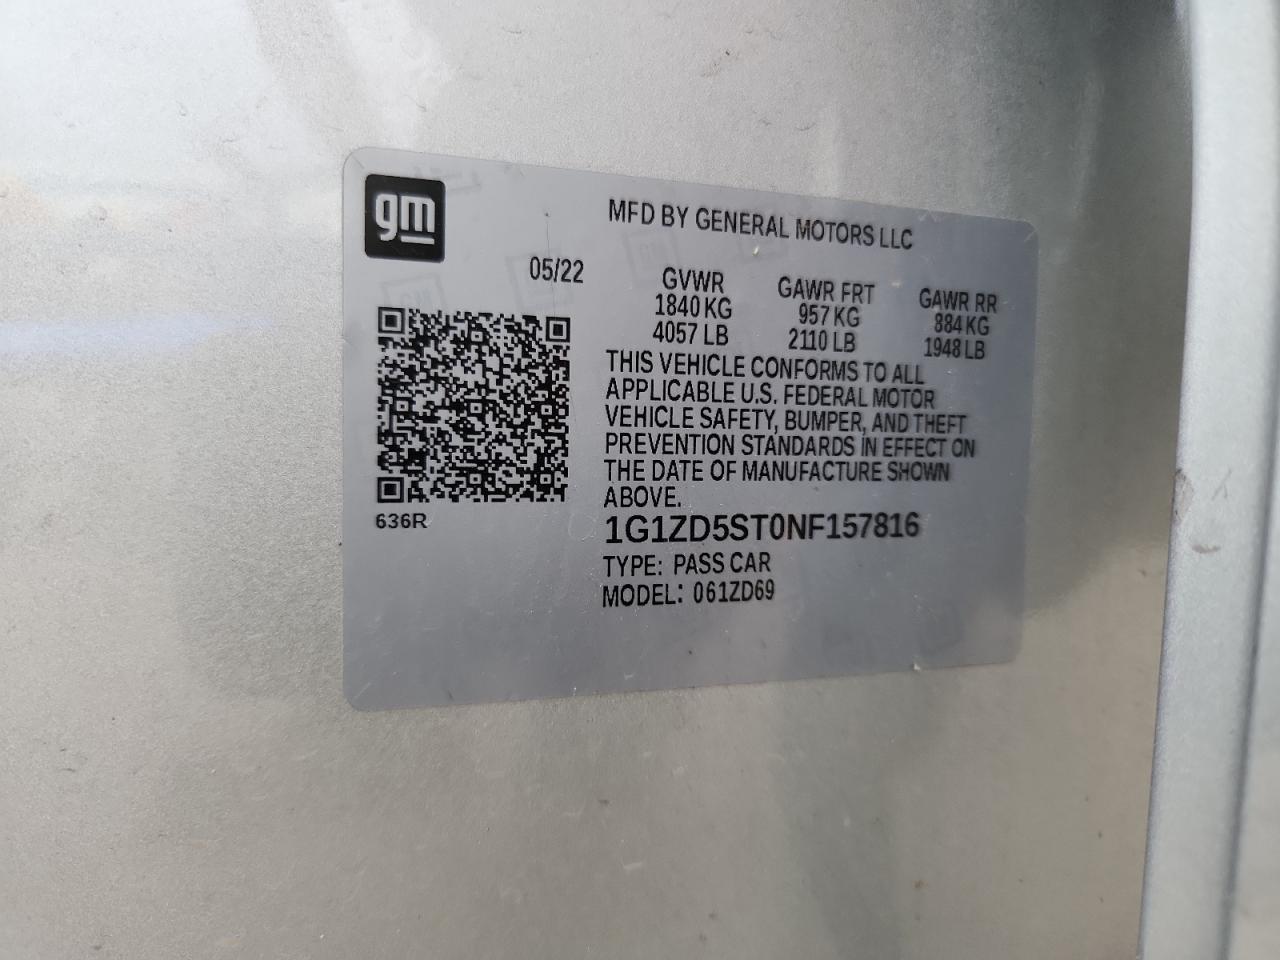 gm
MFD BY GENERAL MOTORS LLC
05/22
GVWR
1840 KG
4057 LB
GAWR FRT
957 KG
2110 LB
GAWR RR
884 KG
1948 LB
THIS VEHICLE CONFORMS TO ALL
APPLICABLE U.S. FEDERAL MOTOR
VEHICLE SAFETY, BUMPER, AND THEFT
PREVENTION STANDARDS IN EFFECT ON
THE DATE OF MANUFACTURE SHOWN
ABOVE.
636R
1G1ZD5ST0NF157816
TYPE: PASS CAR
MODEL: 061ZD69